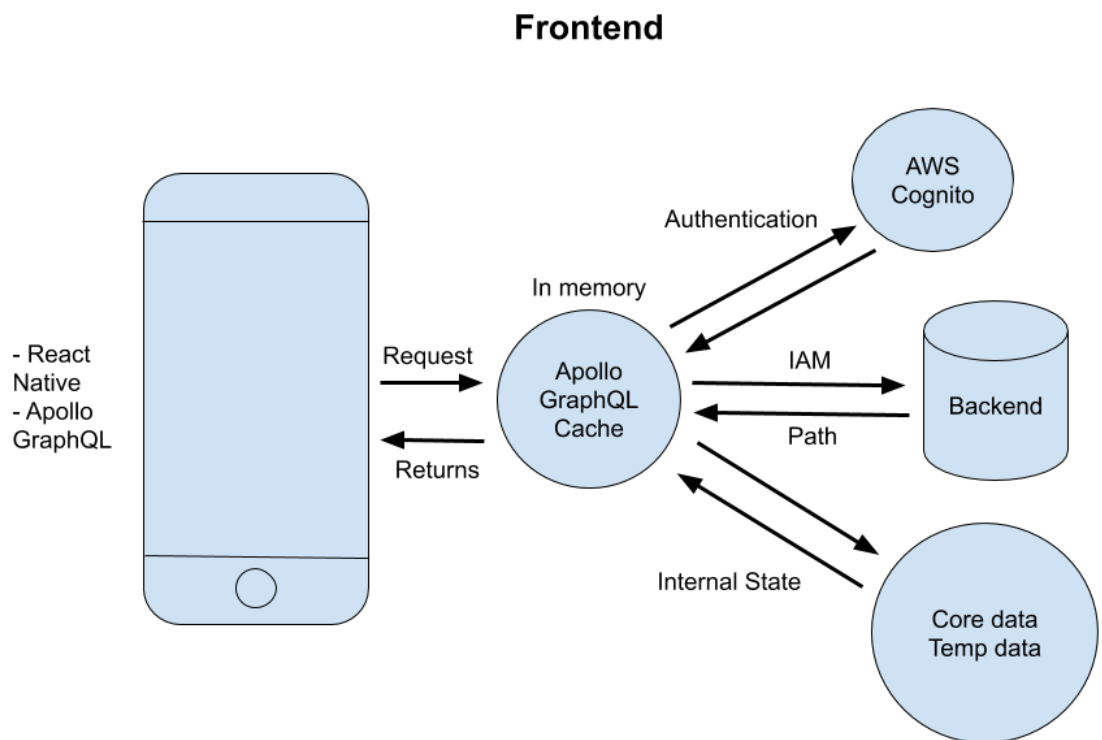 Frontend
AWS
Cognito
Authentication
In memory
- React
Native
- Apollo
GraphQL
Request
Returns
Apollo
GraphQL
Cache
IAM
Path
Backend
Internal State
Core data
Temp data